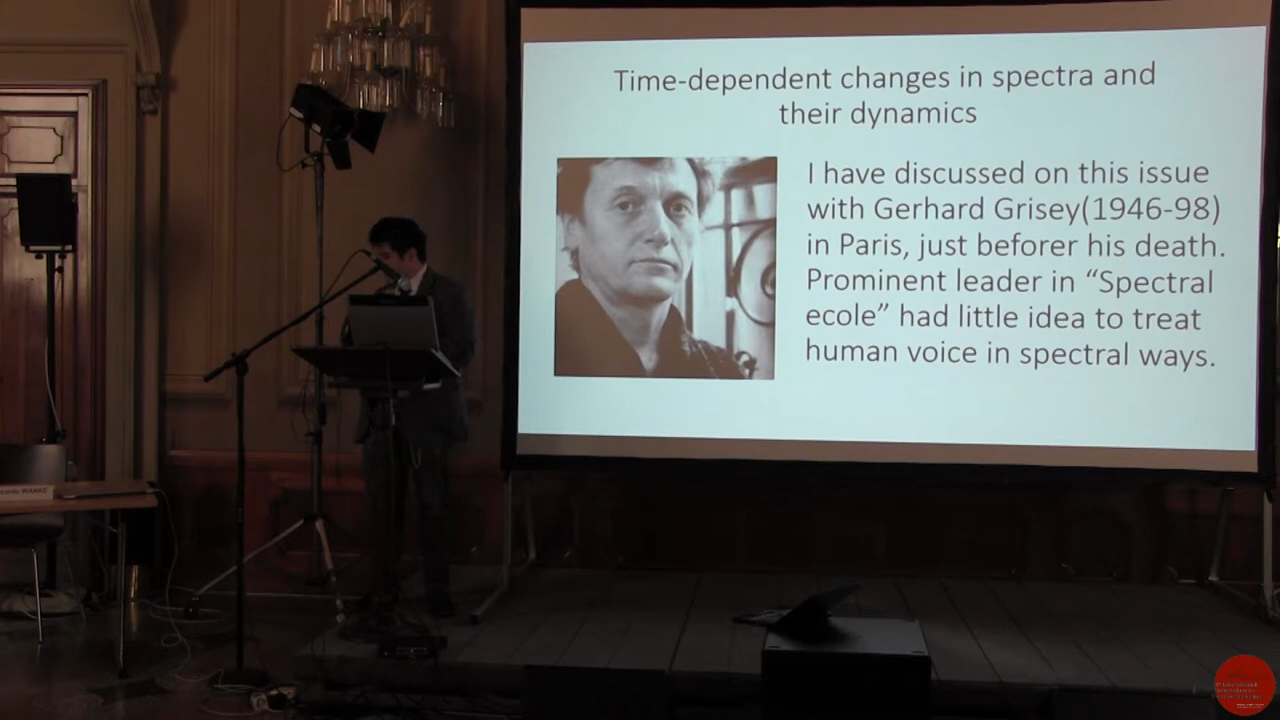 Time-dependent changes in spectra and
their dynamics
I have discussed on this issue
with Gerhard Grisey(1946-98)
in Paris, just beforer his death.
Prominent leader in “Spectral
ecole” had little idea to treat
human voice in spectral ways.
WANKE